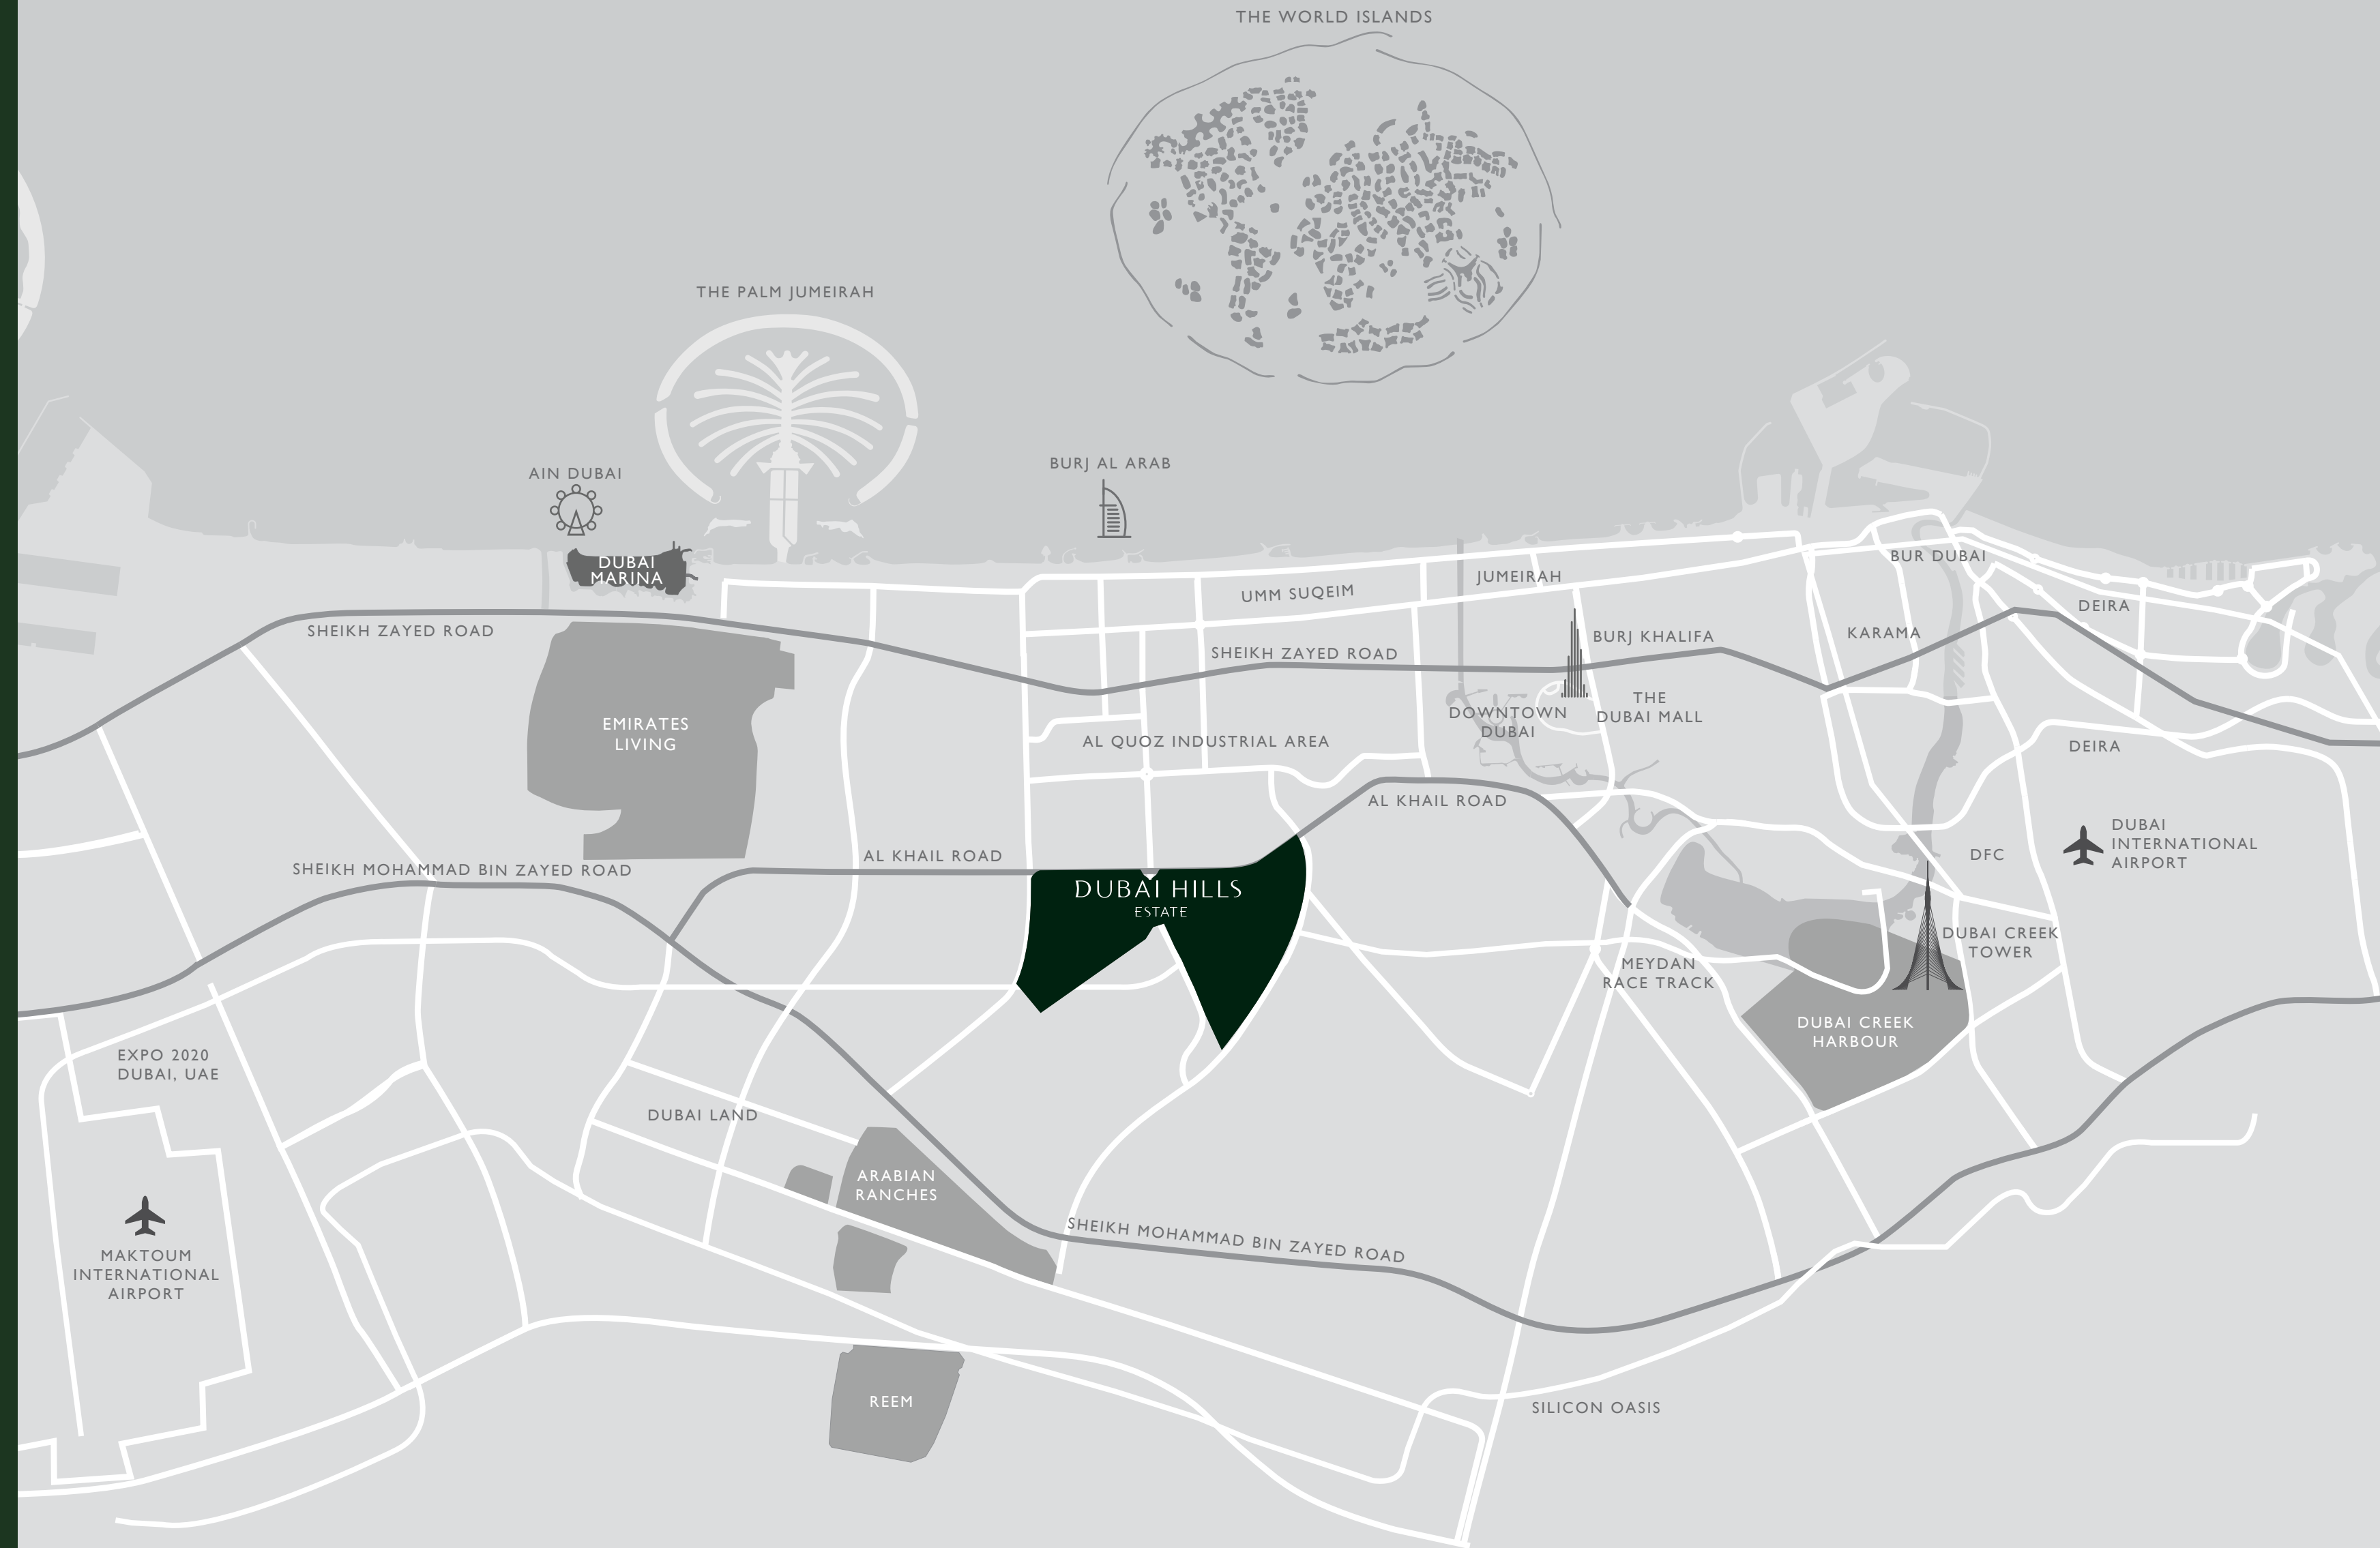 THE WORLD ISLANDS
THE PALM JUMEIRAH
AIN DUBAI
BURJ AL ARAB
DUBAI
MARINA
BUR DUBAI
JUMEIRAH
UMM SUQEIM
DEIRA
SHEIKH ZAYED ROAD
BURJ KHALIFA
KARAMA
SHEIKH ZAYED ROAD
THE
DUBAI MALL
DOWNTOWN
DUBAI
EMIRATES
LIVING
AL QUOZ INDUSTRIAL AREA
DEIRA
AL KHAIL ROAD
DUBAI
INTERNATIONAL
AIRPORT
DFC
AL KHAIL ROAD
SHEIKH MOHAMMAD BIN ZAYED ROAD
DUBAI HILLS
ESTATE
DUBAI CREEK
TOWER
MEYDAN
RACE TRACK
DUBAI CREEK
HARBOUR
EXPO 2020
DUBAI, UAE
DUBAI LAND
ARABIAN
RANCHES
SHEIKH MOHAMMAD BIN ZAYED ROAD
MAKTOUM
INTERNATIONAL
AIRPORT
REEM
SILICON OASIS